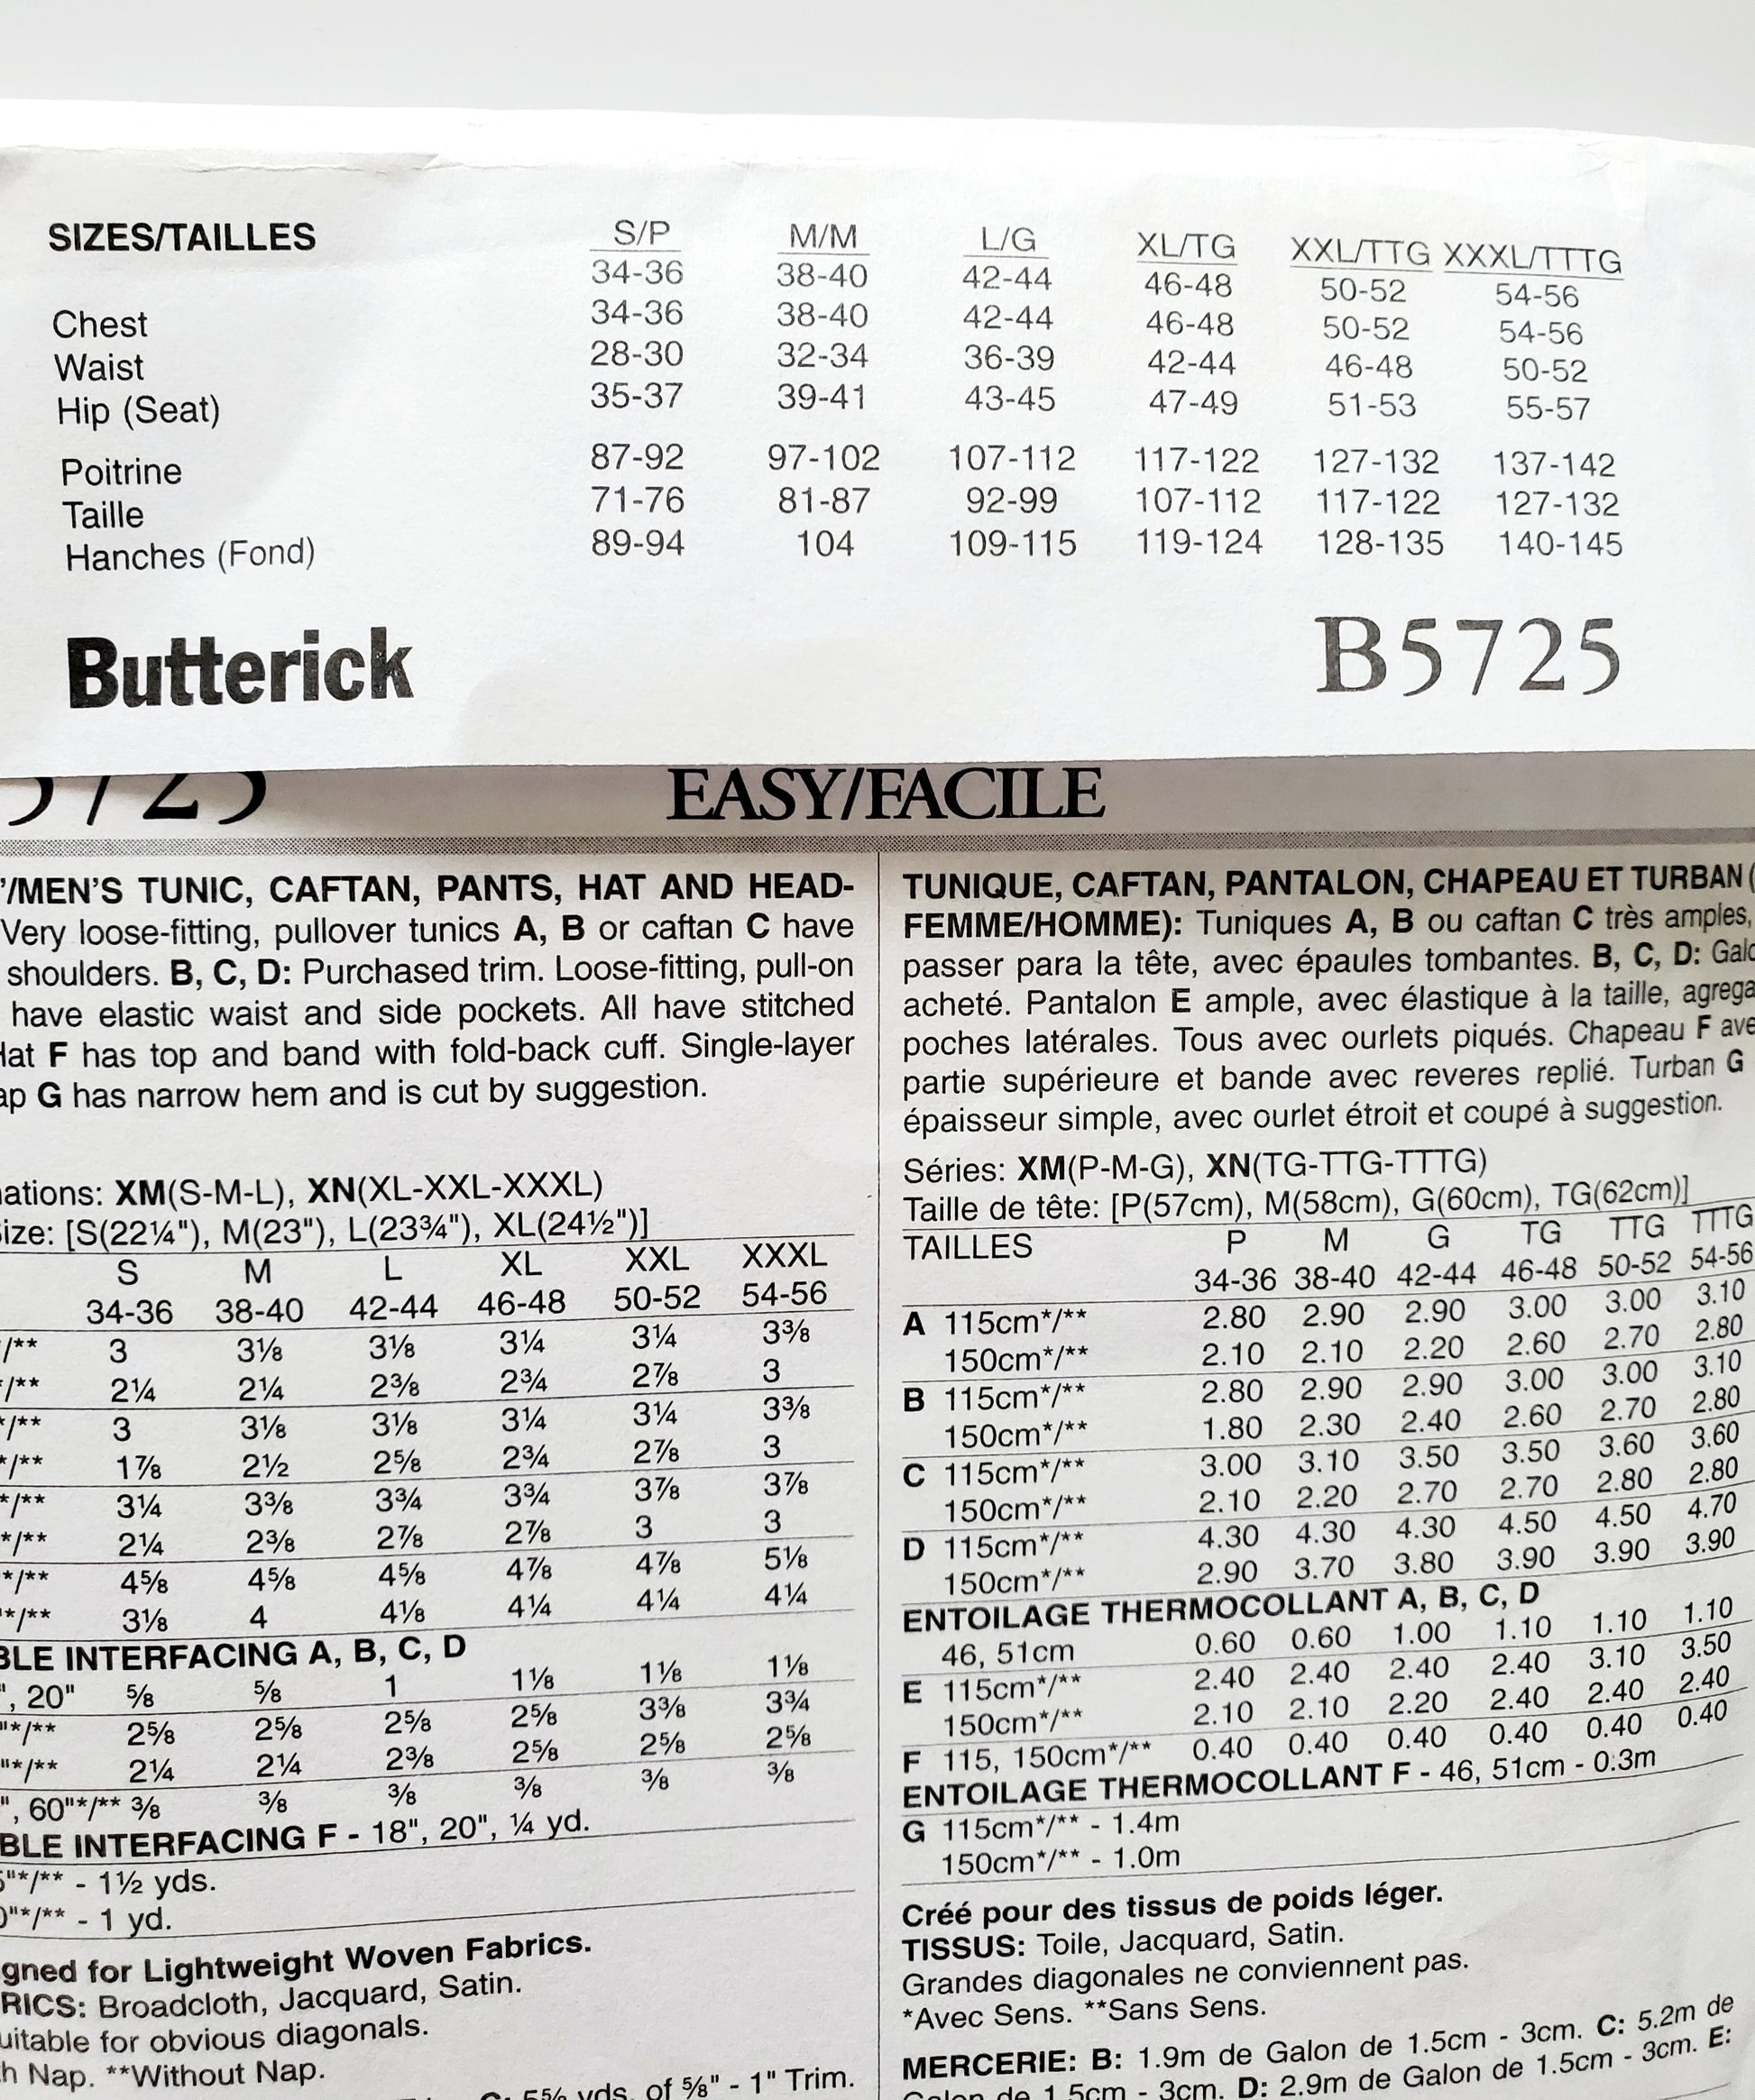 SIZES/TAILLES S/P M/M L/G XL/TG XXL/TTG XXXL/TTTG
34-36 38-40 42-44 46-48 50-52 54-56
Chest 34-36 38-40 42-44 46-48 50-52 54-56
Waist 28-30 32-34 36-39 42-44 46-48 50-52
Hip (Seat) 35-37 39-41 43-45 47-49 51-53 55-57
Poitrine 87-92 97-102 107-112 117-122 127-132 137-142
Taille 71-76 81-87 92-99 107-112 117-122 127-132
Hanches (Fond) 89-94 104 109-115 119-124 128-135 140-145
Butterick B5725
5725 EASY/FACILE
'/MEN'S TUNIC, CAFTAN, PANTS, HAT AND HEAD-
Very loose-fitting, pullover tunics A, B or caftan C have
shoulders. B, C, D: Purchased trim. Loose-fitting, pull-on
have elastic waist and side pockets. All have stitched
Hat F has top and band with fold-back cuff. Single-layer
ap G has narrow hem and is cut by suggestion.
ations: XM(S-M-L), XN(XL-XXL-XXXL)
Size: [S(22¼"), M(23"), L(23¾"), XL(24½")]
S M L XL XXL XXXL
34-36 38-40 42-44 46-48 50-52 54-56
*/** 3 3⅛ 3⅛ 3¼ 3¼ 3⅜
*/** 2¼ 2¼ 2⅜ 2¾ 2⅞ 3
*/** 3 3⅛ 3⅛ 3¼ 3¼ 3⅜
*/** 1⅞ 2½ 2⅝ 2¾ 2⅞ 3
*/** 3¼ 3⅜ 3¾ 3¾ 3⅞ 3⅞
*/** 2¼ 2⅜ 2⅞ 2⅞ 3 3
*/** 4⅝ 4⅝ 4⅝ 4⅞ 4⅞ 5⅛
"*/** 3⅛ 4 4⅛ 4¼ 4¼ 4¼
BLE INTERFACING A, B, C, D
", 20" ⅝ ⅝ 1 1⅛ 1⅛ 1⅛
"*/** 2⅝ 2⅝ 2⅝ 2⅝ 3⅜ 3¾
"*/** 2¼ 2¼ 2⅜ 2⅝ 2⅝ 2⅝
", 60"*/** ⅜ ⅜ ⅜ ⅜ ⅜ ⅜
BLE INTERFACING F - 18", 20", ¼ yd.
5"*/** - 1½ yds.
0"*/** - 1 yd.
gned for Lightweight Woven Fabrics.
RICS: Broadcloth, Jacquard, Satin.
uitable for obvious diagonals.
h Nap. **Without Nap.
C: 5⅝ yds. of ⅝" - 1" Trim.
TUNIQUE, CAFTAN, PANTALON, CHAPEAU ET TURBAN (
FEMME/HOMME): Tuniques A, B ou caftan C très amples,
passer para la tête, avec épaules tombantes. B, C, D: Galo
acheté. Pantalon E ample, avec élastique à la taille, agrega
poches latérales. Tous avec ourlets piqués. Chapeau F ave
partie supérieure et bande avec reveres replié. Turban G
épaisseur simple, avec ourlet étroit et coupé à suggestion.
Séries: XM(P-M-G), XN(TG-TTG-TTTG)
Taille de tête: [P(57cm), M(58cm), G(60cm), TG(62cm)]
TAILLES P M G TG TTG TTTG
34-36 38-40 42-44 46-48 50-52 54-56
A 115cm*/** 2.80 2.90 2.90 3.00 3.00 3.10
150cm*/** 2.10 2.10 2.20 2.60 2.70 2.80
B 115cm*/** 2.80 2.90 2.90 3.00 3.00 3.10
150cm*/** 1.80 2.30 2.40 2.60 2.70 2.80
C 115cm*/** 3.00 3.10 3.50 3.50 3.60 3.60
150cm*/** 2.10 2.20 2.70 2.70 2.80 2.80
D 115cm*/** 4.30 4.30 4.30 4.50 4.50 4.70
150cm*/** 2.90 3.70 3.80 3.90 3.90 3.90
ENTOILAGE THERMOCOLLANT A, B, C, D
46, 51cm 0.60 0.60 1.00 1.10 1.10 1.10
E 115cm*/** 2.40 2.40 2.40 2.40 3.10 3.50
150cm*/** 2.10 2.10 2.20 2.40 2.40 2.40
F 115, 150cm*/** 0.40 0.40 0.40 0.40 0.40 0.40
ENTOILAGE THERMOCOLLANT F - 46, 51cm - 0.3m
G 115cm*/** - 1.4m
150cm*/** - 1.0m
Créé pour des tissus de poids léger.
TISSUS: Toile, Jacquard, Satin.
Grandes diagonales ne conviennent pas.
*Avec Sens. **Sans Sens.
MERCERIE: B: 1.9m de Galon de 1.5cm - 3cm. C: 5.2m de
Galon de 1.5cm - 3cm. D: 2.9m de Galon de 1.5cm - 3cm. E: